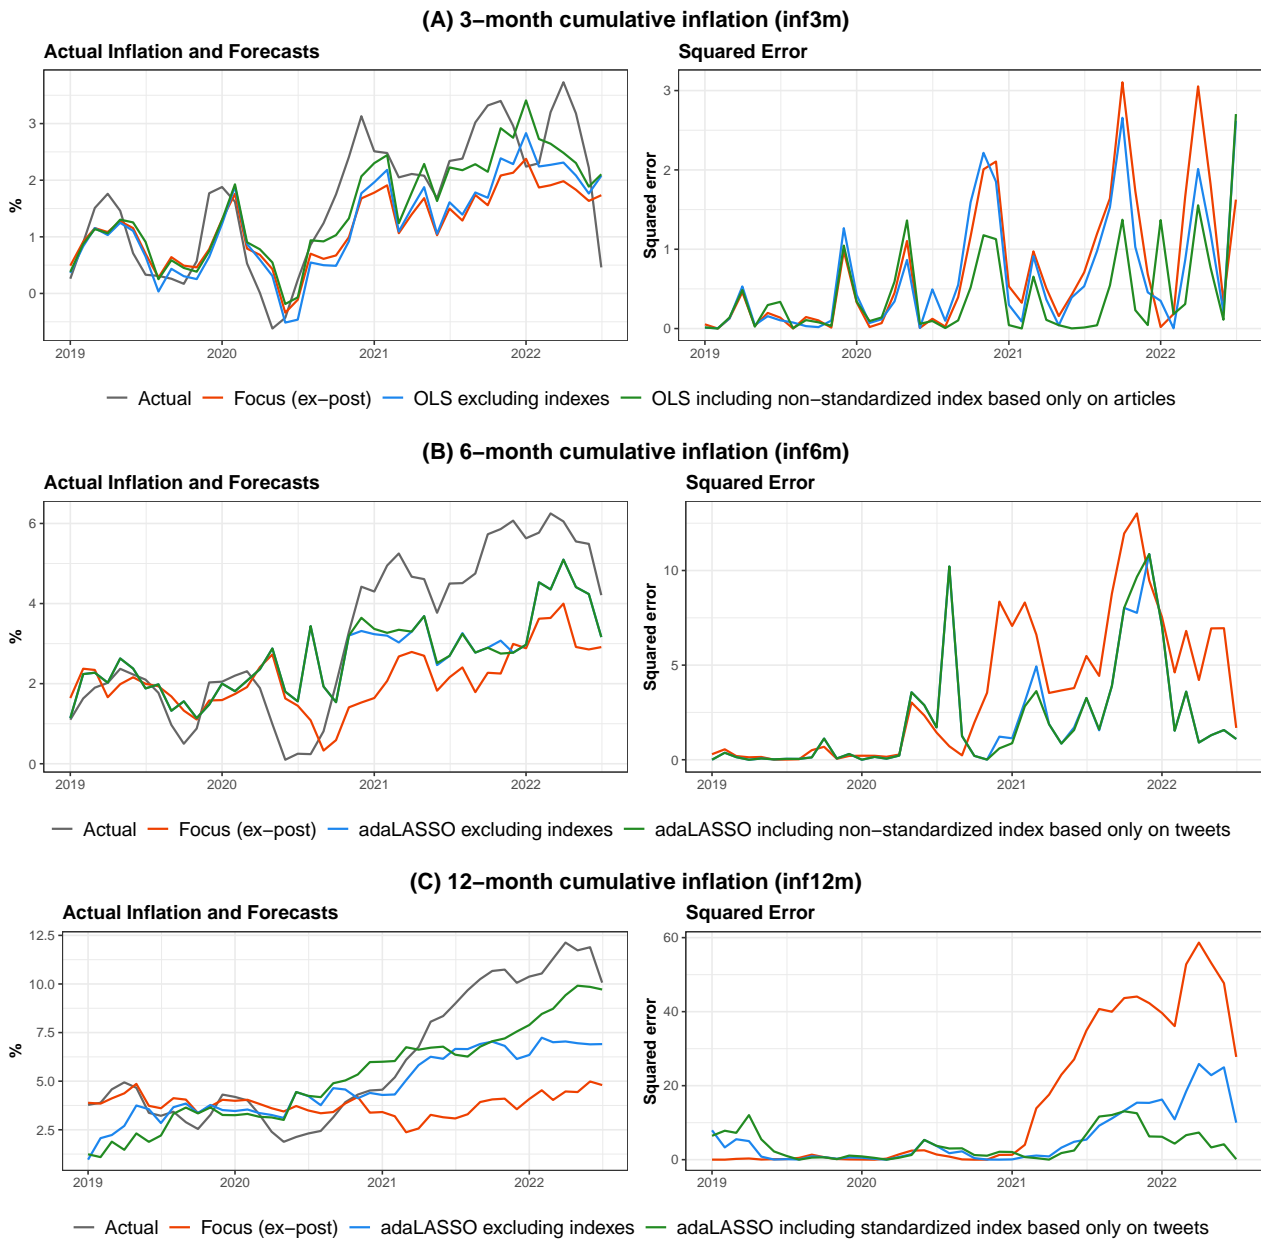 (A) 3−month cumulative inflation (inf3m)
Actual Inflation and Forecasts
Squared Error
%
3
2
1
0
2019 2020 2021 2022
Squared error
3
2
1
0
2019 2020 2021 2022
Actual Focus (ex−post) OLS excluding indexes OLS including non−standardized index based only on articles
(B) 6−month cumulative inflation (inf6m)
Actual Inflation and Forecasts
Squared Error
%
6
4
2
0
2019 2020 2021 2022
Squared error
10
5
0
2019 2020 2021 2022
Actual Focus (ex−post) adaLASSO excluding indexes adaLASSO including non−standardized index based only on tweets
(C) 12−month cumulative inflation (inf12m)
Actual Inflation and Forecasts
Squared Error
%
12.5
10.0
7.5
5.0
2.5
2019 2020 2021 2022
Squared error
60
40
20
0
2019 2020 2021 2022
Actual Focus (ex−post) adaLASSO excluding indexes adaLASSO including standardized index based only on tweets